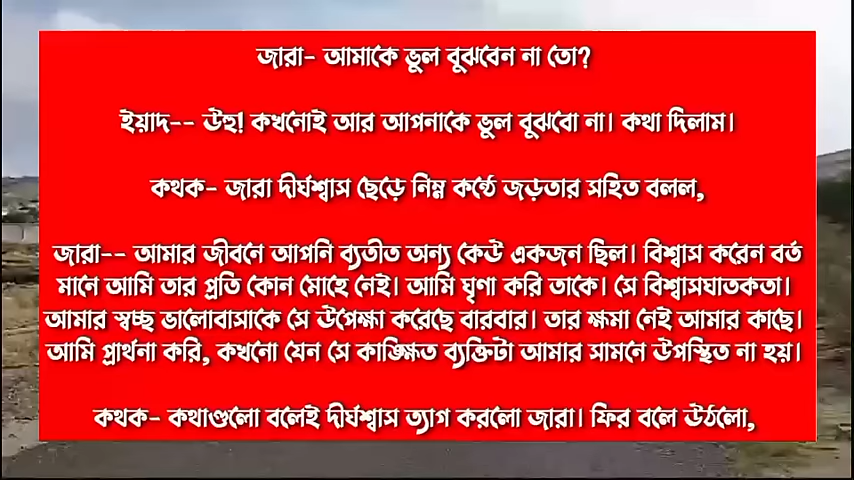 জারা- আমাকে ভুল বুঝবেন না তো?
ইয়াদ-- উহু! কখনোই আর আপনাকে ভুল বুঝবো না। কথা দিলাম।
কথক- জারা দীর্ঘশ্বাস ছেড়ে নিম্ন কন্ঠে জড়তার সহিত বলল,
জারা-- আমার জীবনে আপনি ব্যতীত অন্য কেউ একজন ছিল। বিশ্বাস করেন বর্ত
মানে আমি তার প্রতি কোন মোহে নেই। আমি ঘৃণা করি তাকে। সে বিশ্বাসঘাতকতা।
আমার স্বচ্ছ ভালোবাসাকে সে উপেক্ষা করেছে বারবার। তার ক্ষমা নেই আমার কাছে।
আমি প্রার্থনা করি, কখনো যেন সে কাঙ্ক্ষিত ব্যক্তিটা আমার সামনে উপস্থিত না হয়।
কথক- কথাগুলো বলেই দীর্ঘশ্বাস ত্যাগ করলো জারা। ফির বলে উঠলো,